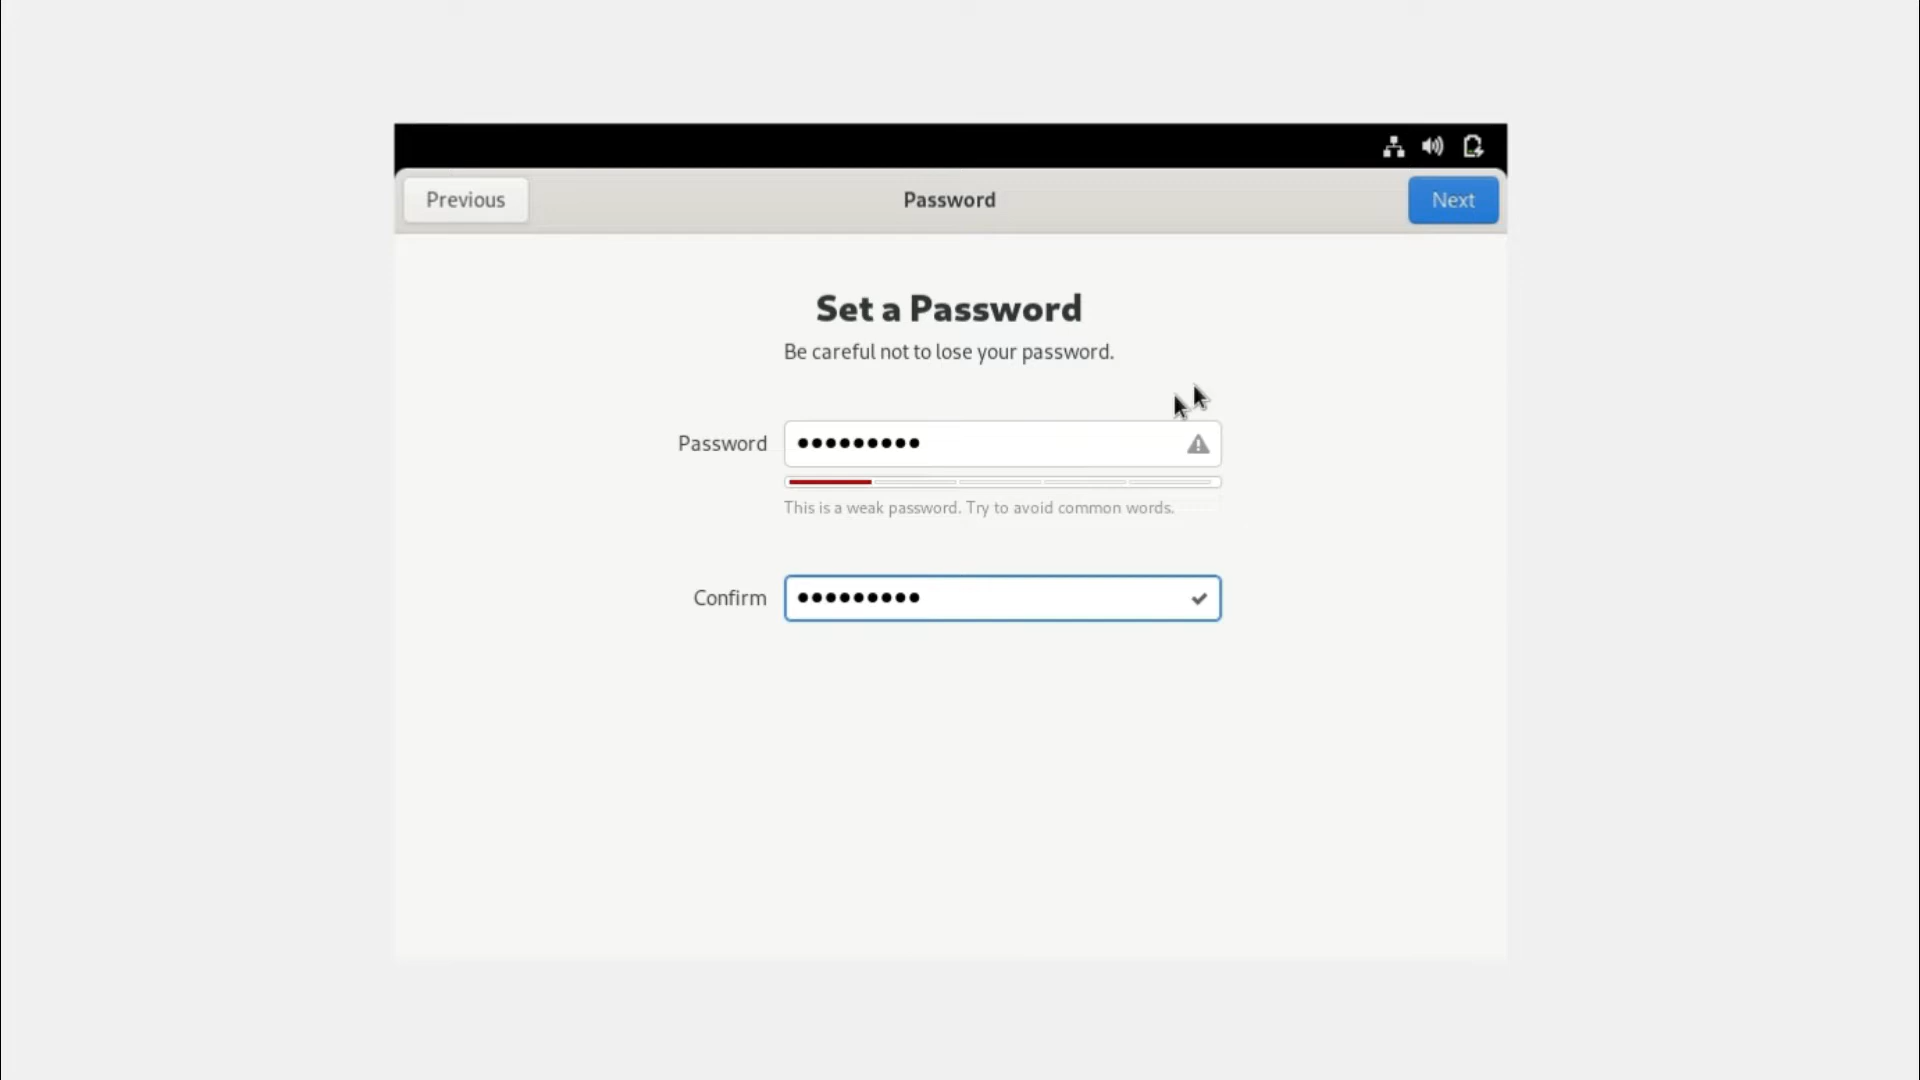 Previous
Password
Next
Set a Password
Be careful not to lose your password.
Password
●●●●●●●●●
This is a weak password. Try to avoid common words.
Confirm
●●●●●●●●●